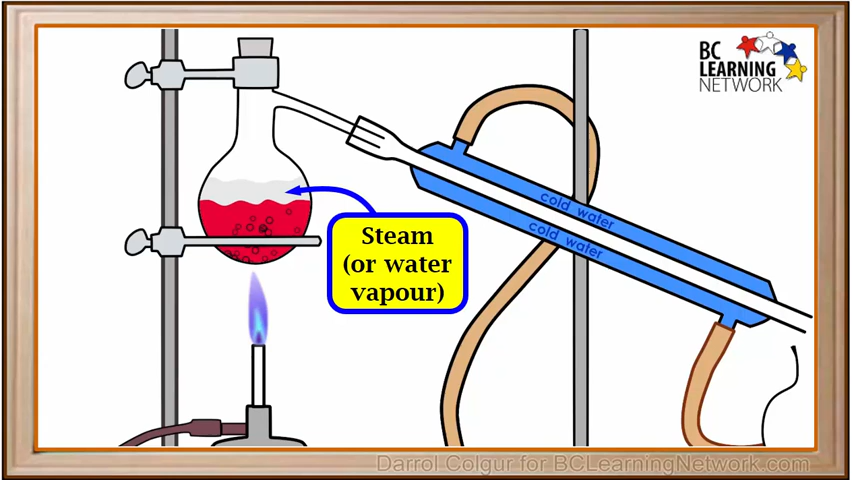 BC
LEARNING
NETWORK
Steam
(or water
vapour)
cold water
cold water
Darrol Colgur for BCLearningNetwork.com